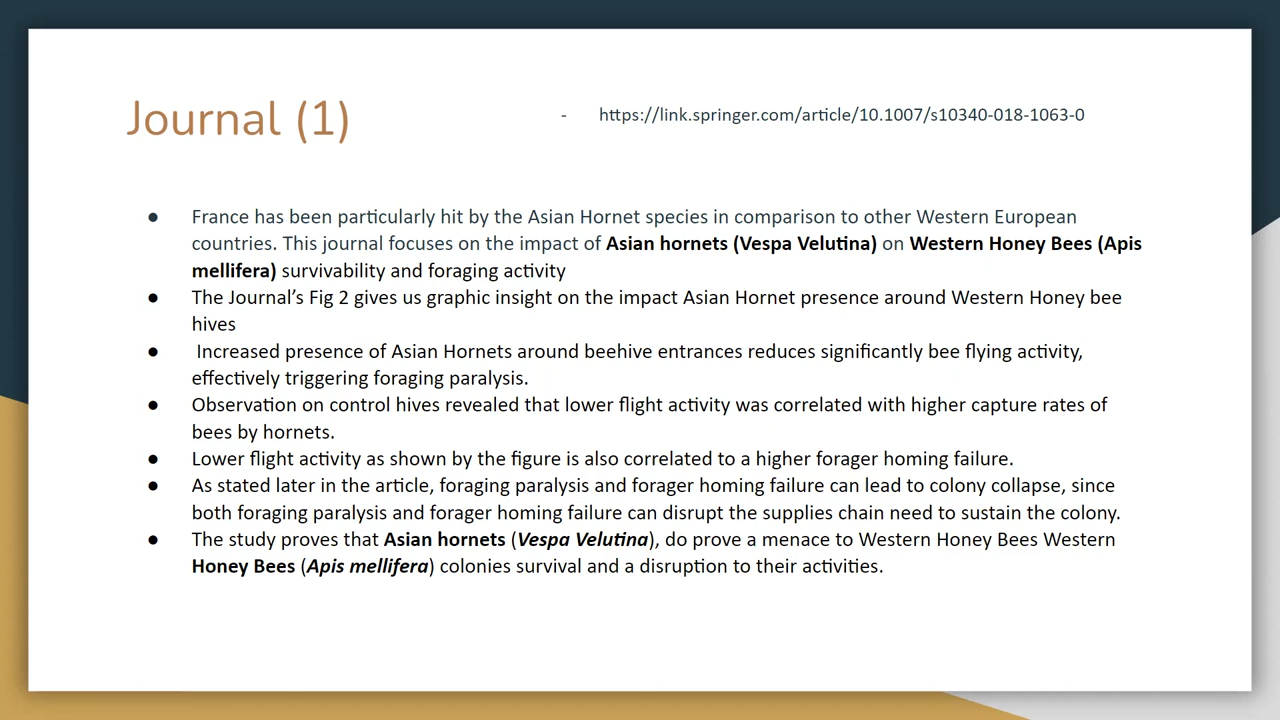 Journal (1)
- https://link.springer.com/article/10.1007/s10340-018-1063-0
● France has been particularly hit by the Asian Hornet species in comparison to other Western European
countries. This journal focuses on the impact of Asian hornets (Vespa Velutina) on Western Honey Bees (Apis
mellifera) survivability and foraging activity
● The Journal’s Fig 2 gives us graphic insight on the impact Asian Hornet presence around Western Honey bee
hives
● Increased presence of Asian Hornets around beehive entrances reduces significantly bee flying activity,
effectively triggering foraging paralysis.
● Observation on control hives revealed that lower flight activity was correlated with higher capture rates of
bees by hornets.
● Lower flight activity as shown by the figure is also correlated to a higher forager homing failure.
● As stated later in the article, foraging paralysis and forager homing failure can lead to colony collapse, since
both foraging paralysis and forager homing failure can disrupt the supplies chain need to sustain the colony.
● The study proves that Asian hornets (Vespa Velutina), do prove a menace to Western Honey Bees Western
Honey Bees (Apis mellifera) colonies survival and a disruption to their activities.